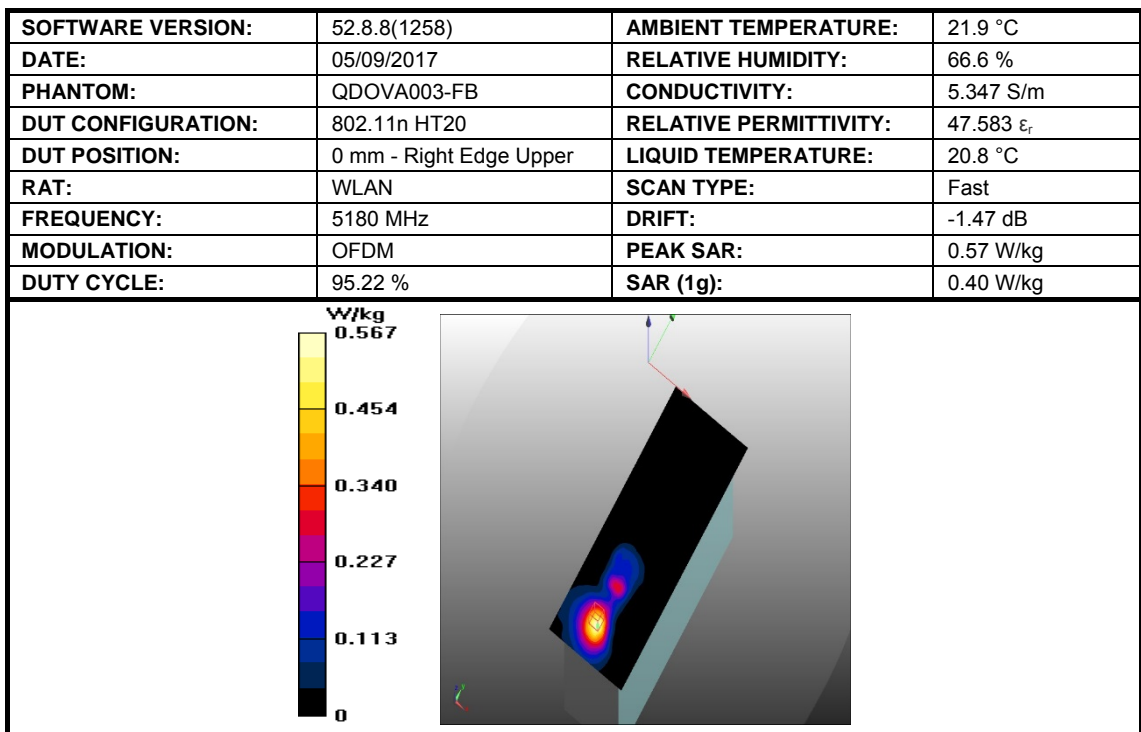 SOFTWARE VERSION: 52.8.8(1258) AMBIENT TEMPERATURE: 21.9 °C
DATE: 05/09/2017 RELATIVE HUMIDITY: 66.6 %
PHANTOM: QDOVA003-FB CONDUCTIVITY: 5.347 S/m
DUT CONFIGURATION: 802.11n HT20 RELATIVE PERMITTIVITY: 47.583 εr
DUT POSITION: 0 mm - Right Edge Upper LIQUID TEMPERATURE: 20.8 °C
RAT: WLAN SCAN TYPE: Fast
FREQUENCY: 5180 MHz DRIFT: -1.47 dB
MODULATION: OFDM PEAK SAR: 0.57 W/kg
DUTY CYCLE: 95.22 % SAR (1g): 0.40 W/kg
W/kg
0.567
0.454
0.340
0.227
0.113
0